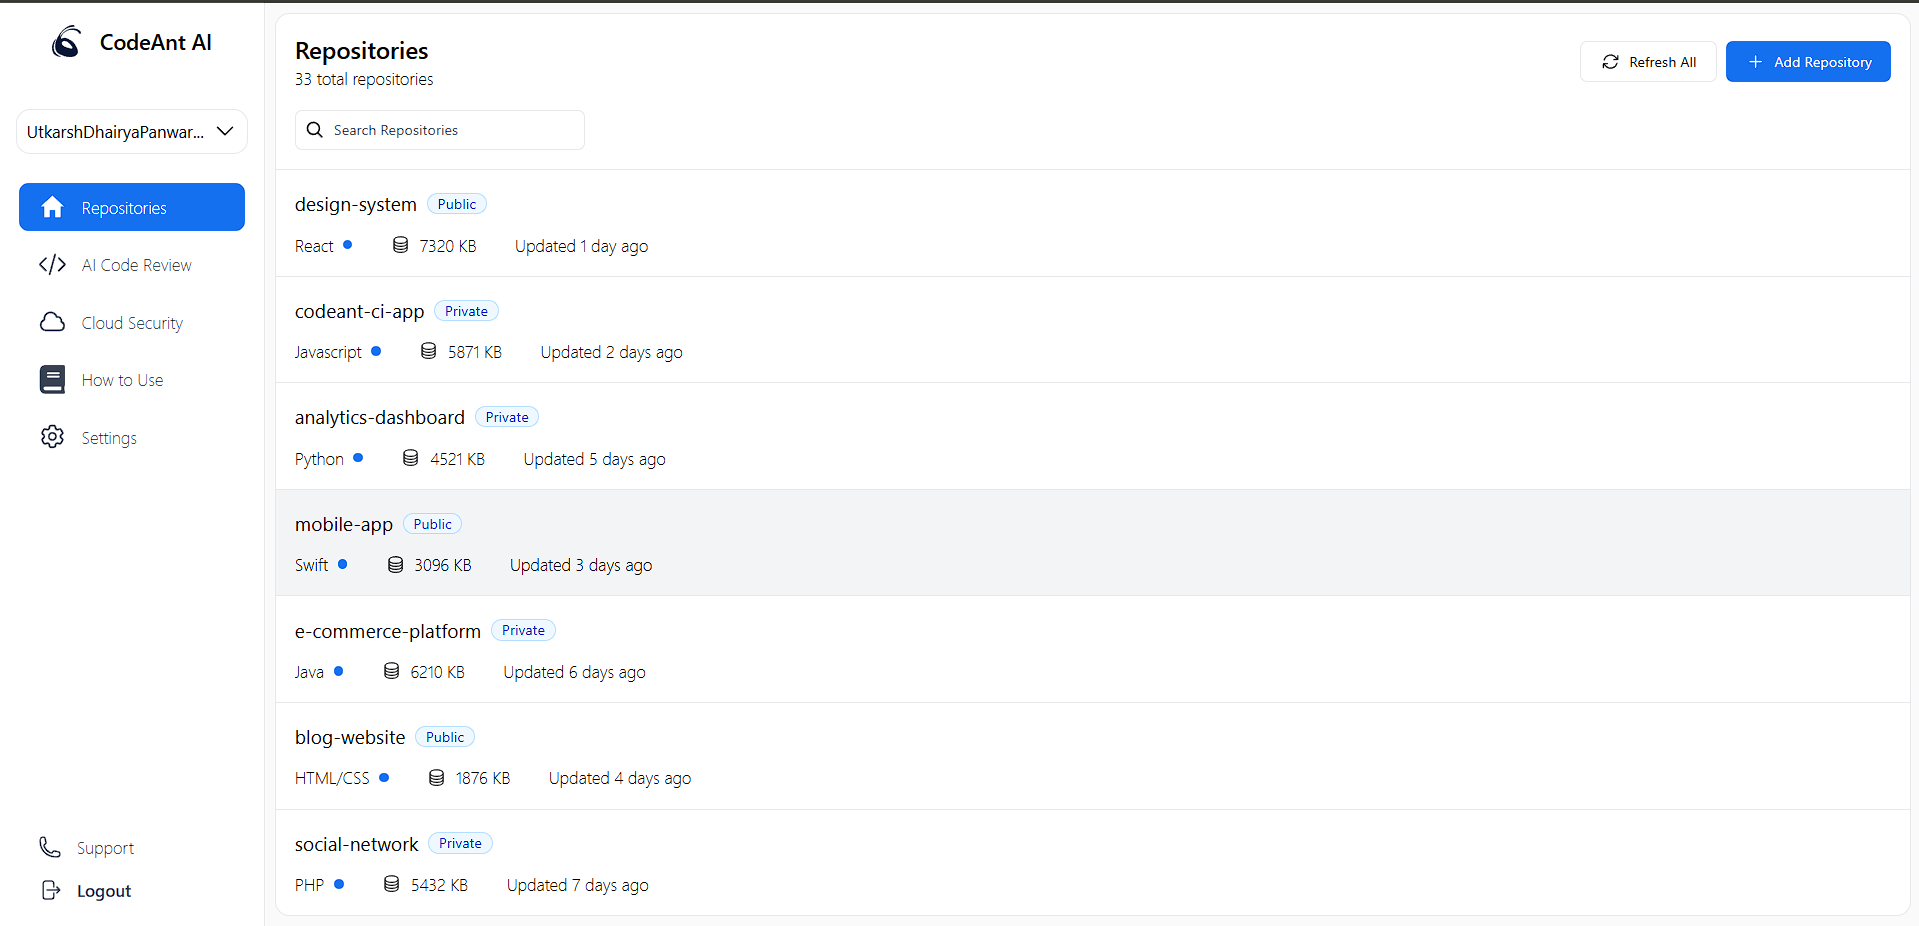 CodeAnt AI
UtkarshDhairyaPanwar...
Repositories
AI Code Review
Cloud Security
How to Use
Settings
Support
Logout
Repositories
33 total repositories
Refresh All
Add Repository
Search Repositories
design-system Public
React 7320 KB Updated 1 day ago
codeant-ci-app Private
Javascript 5871 KB Updated 2 days ago
analytics-dashboard Private
Python 4521 KB Updated 5 days ago
mobile-app Public
Swift 3096 KB Updated 3 days ago
e-commerce-platform Private
Java 6210 KB Updated 6 days ago
blog-website Public
HTML/CSS 1876 KB Updated 4 days ago
social-network Private
PHP 5432 KB Updated 7 days ago